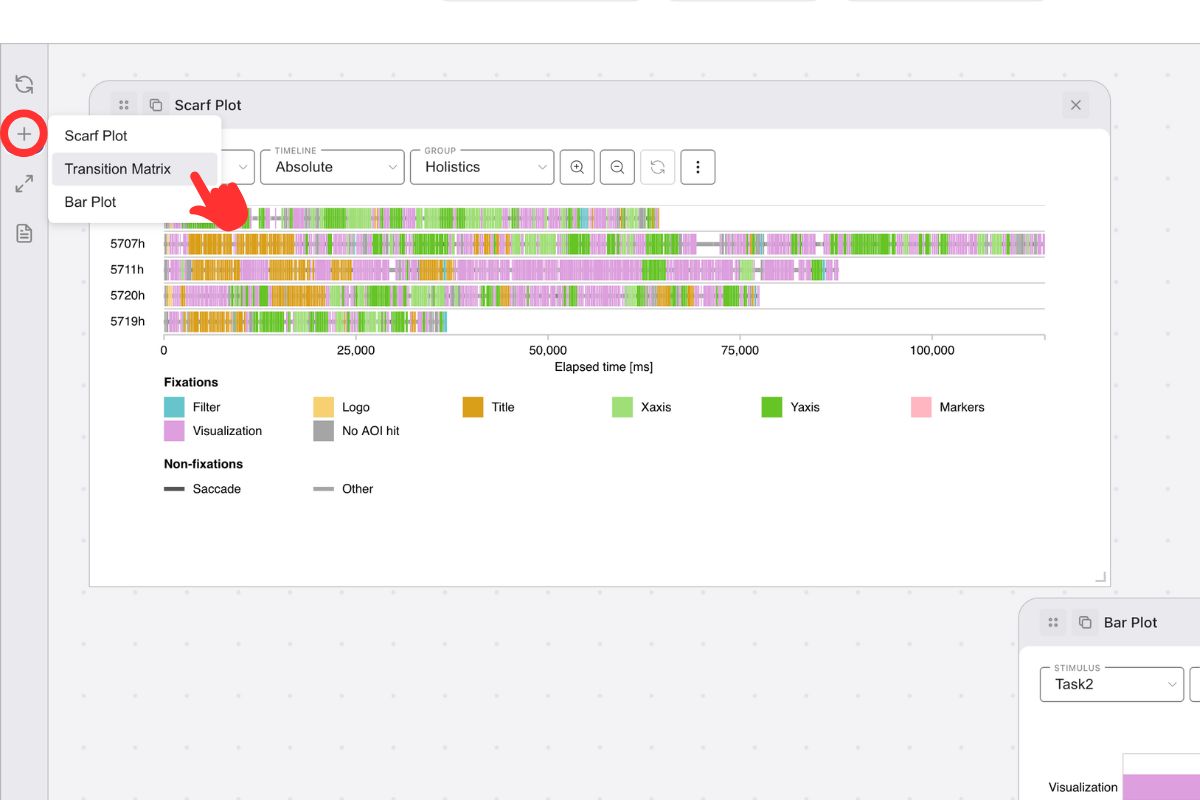 Scarf Plot
Scarf Plot
Transition Matrix
Bar Plot
TIMELINE
Absolute
GROUP
Holistics
5707h
5711h
5720h
5719h
0 25,000 50,000 75,000 100,000
Elapsed time [ms]
Fixations
Filter Logo Title Xaxis Yaxis Markers
Visualization No AOI hit
Non-fixations
Saccade Other
Bar Plot
STIMULUS
Task2
Visualization